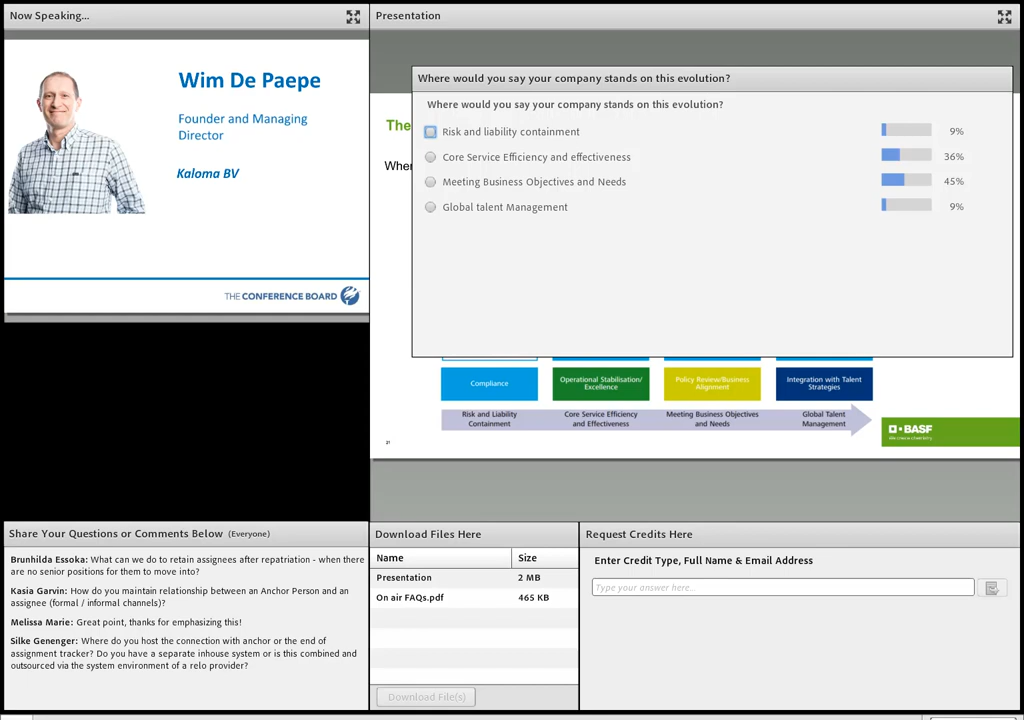 Now Speaking...
Presentation
Wim De Paepe
Founder and Managing
Director
Kaloma BV
THE CONFERENCE BOARD
Where would you say your company stands on this evolution?
Where would you say your company stands on this evolution?
Risk and liability containment 9%
Core Service Efficiency and effectiveness 36%
Meeting Business Objectives and Needs 45%
Global talent Management 9%
The
Wher
Compliance
Operational Stabilisation/
Excellence
Policy Review/Business
Alignment
Integration with Talent
Strategies
Risk and Liability
Containment
Core Service Efficiency
and Effectiveness
Meeting Business Objectives
and Needs
Global Talent
Management
BASF
We create chemistry
21
Share Your Questions or Comments Below (Everyone)
Brunhilda Essoka: What can we do to retain assignees after repatriation - when there
are no senior positions for them to move into?
Kasia Garvin: How do you maintain relationship between an Anchor Person and an
assignee (formal / informal channels)?
Melissa Marie: Great point, thanks for emphasizing this!
Silke Genenger: Where do you host the connection with anchor or the end of
assignment tracker? Do you have a separate inhouse system or is this combined and
outsourced via the system environment of a relo provider?
Download Files Here
Name Size
Presentation 2 MB
On air FAQs.pdf 465 KB
Download File(s)
Request Credits Here
Enter Credit Type, Full Name & Email Address
Type your answer here..